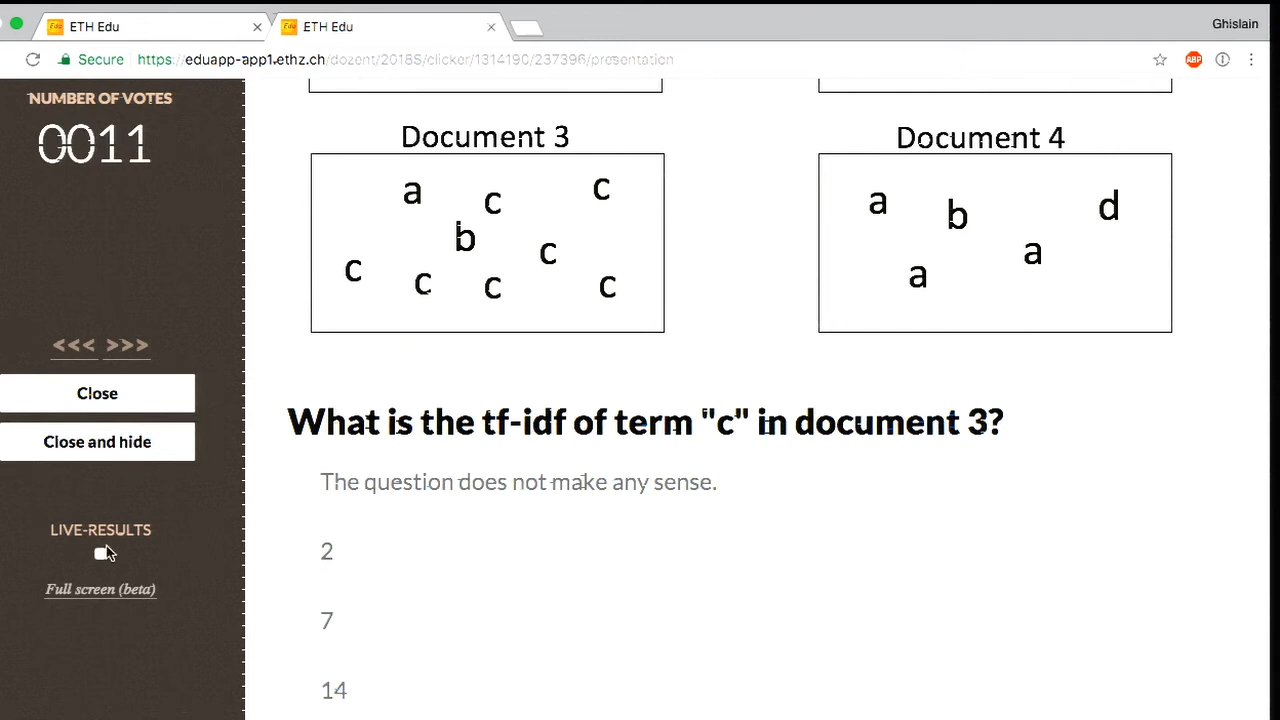 ETH Edu
ETH Edu
Ghislain
Secure https://eduapp-app1.ethz.ch/dozent/2018S/clicker/1314190/237396/presentation
ABP
NUMBER OF VOTES
0011
<<< >>>
Close
Close and hide
LIVE-RESULTS
Full screen (beta)
Document 3
a c c
b c
c c c c
Document 4
a b d
a a
What is the tf-idf of term "c" in document 3?
The question does not make any sense.
2
7
14